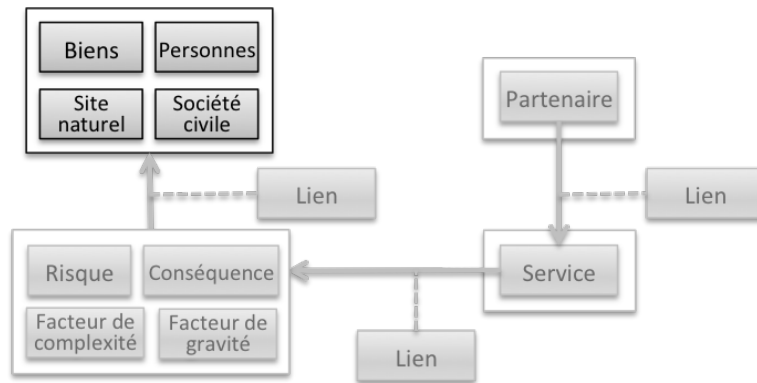 Biens
Personnes
Site
naturel
Société
civile
Partenaire
Lien
Lien
Risque
Conséquence
Service
Facteur de
complexité
Facteur de
gravité
Lien